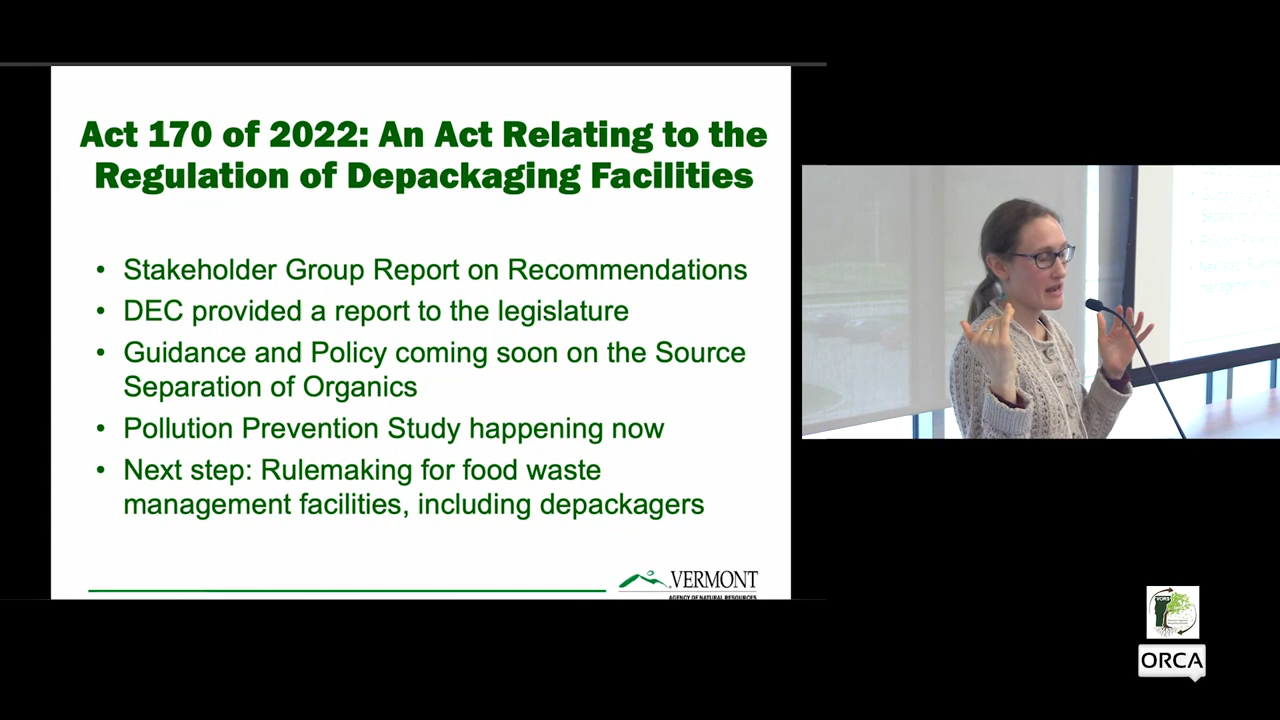 Act 170 of 2022: An Act Relating to the
Regulation of Depackaging Facilities
• Stakeholder Group Report on Recommendations
• DEC provided a report to the legislature
• Guidance and Policy coming soon on the Source
Separation of Organics
• Pollution Prevention Study happening now
• Next step: Rulemaking for food waste
management facilities, including depackagers
VERMONT
AGENCY OF NATURAL RESOURCES
ORCA